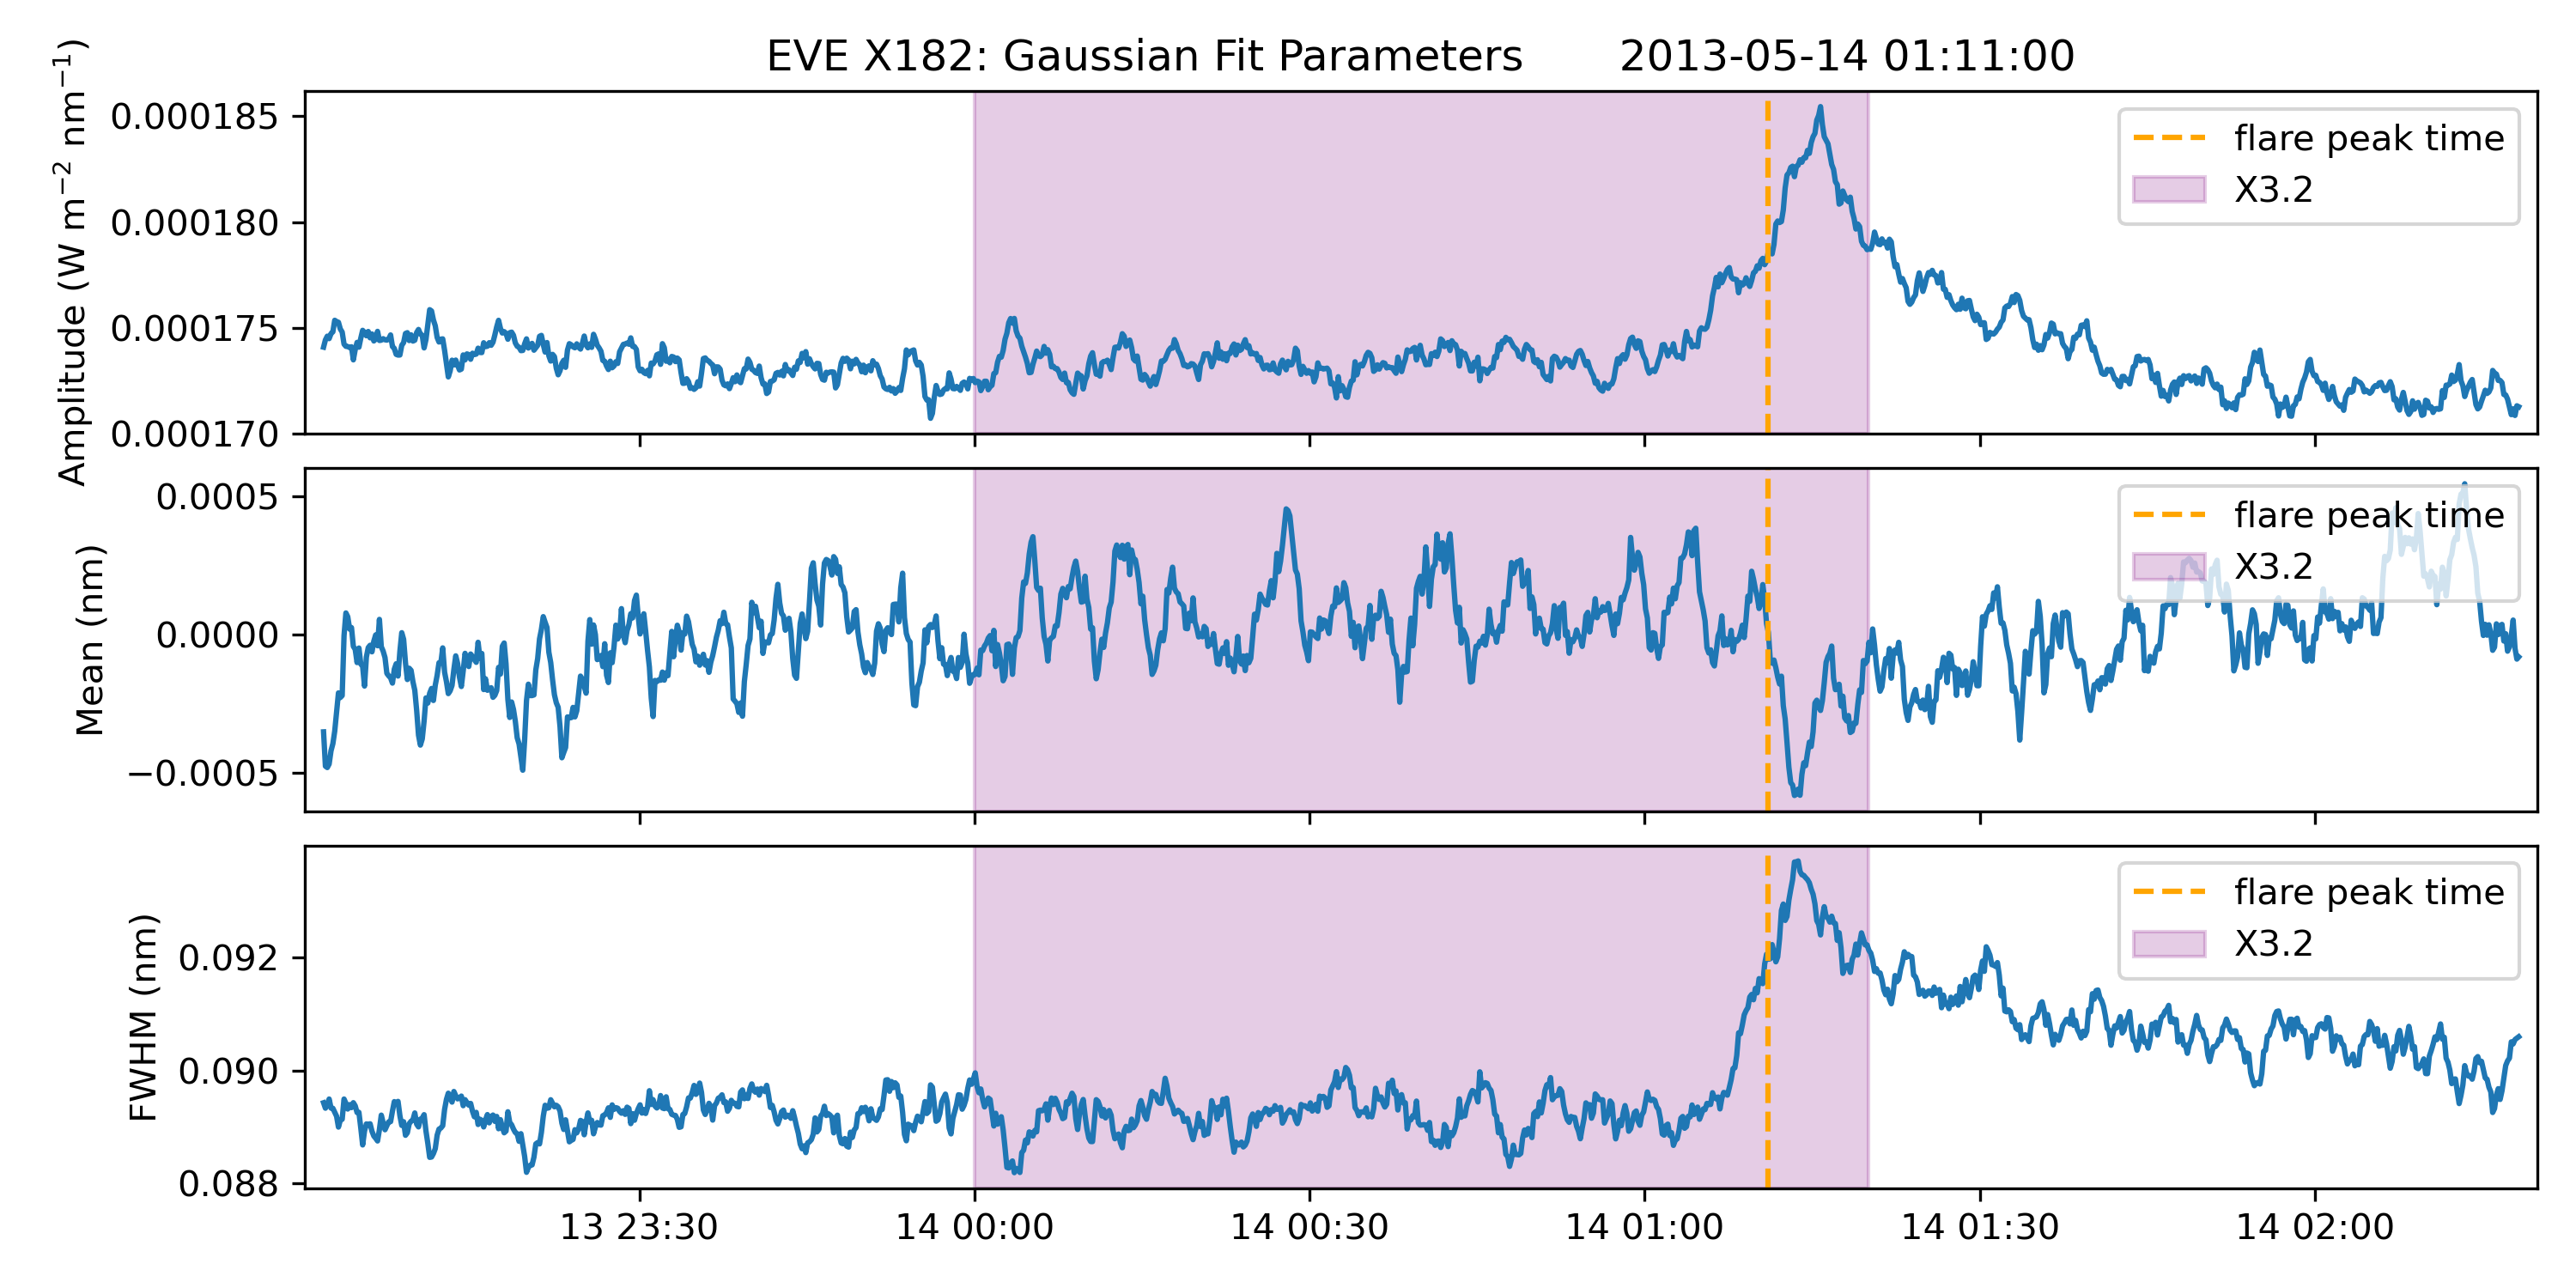 EVE X182: Gaussian Fit Parameters 2013-05-14 01:11:00
Amplitude (W m⁻² nm⁻¹)
0.000185
0.000180
0.000175
0.000170
flare peak time
X3.2
Mean (nm)
0.0005
0.0000
−0.0005
flare peak time
X3.2
FWHM (nm)
0.092
0.090
0.088
flare peak time
X3.2
13 23:30 14 00:00 14 00:30 14 01:00 14 01:30 14 02:00